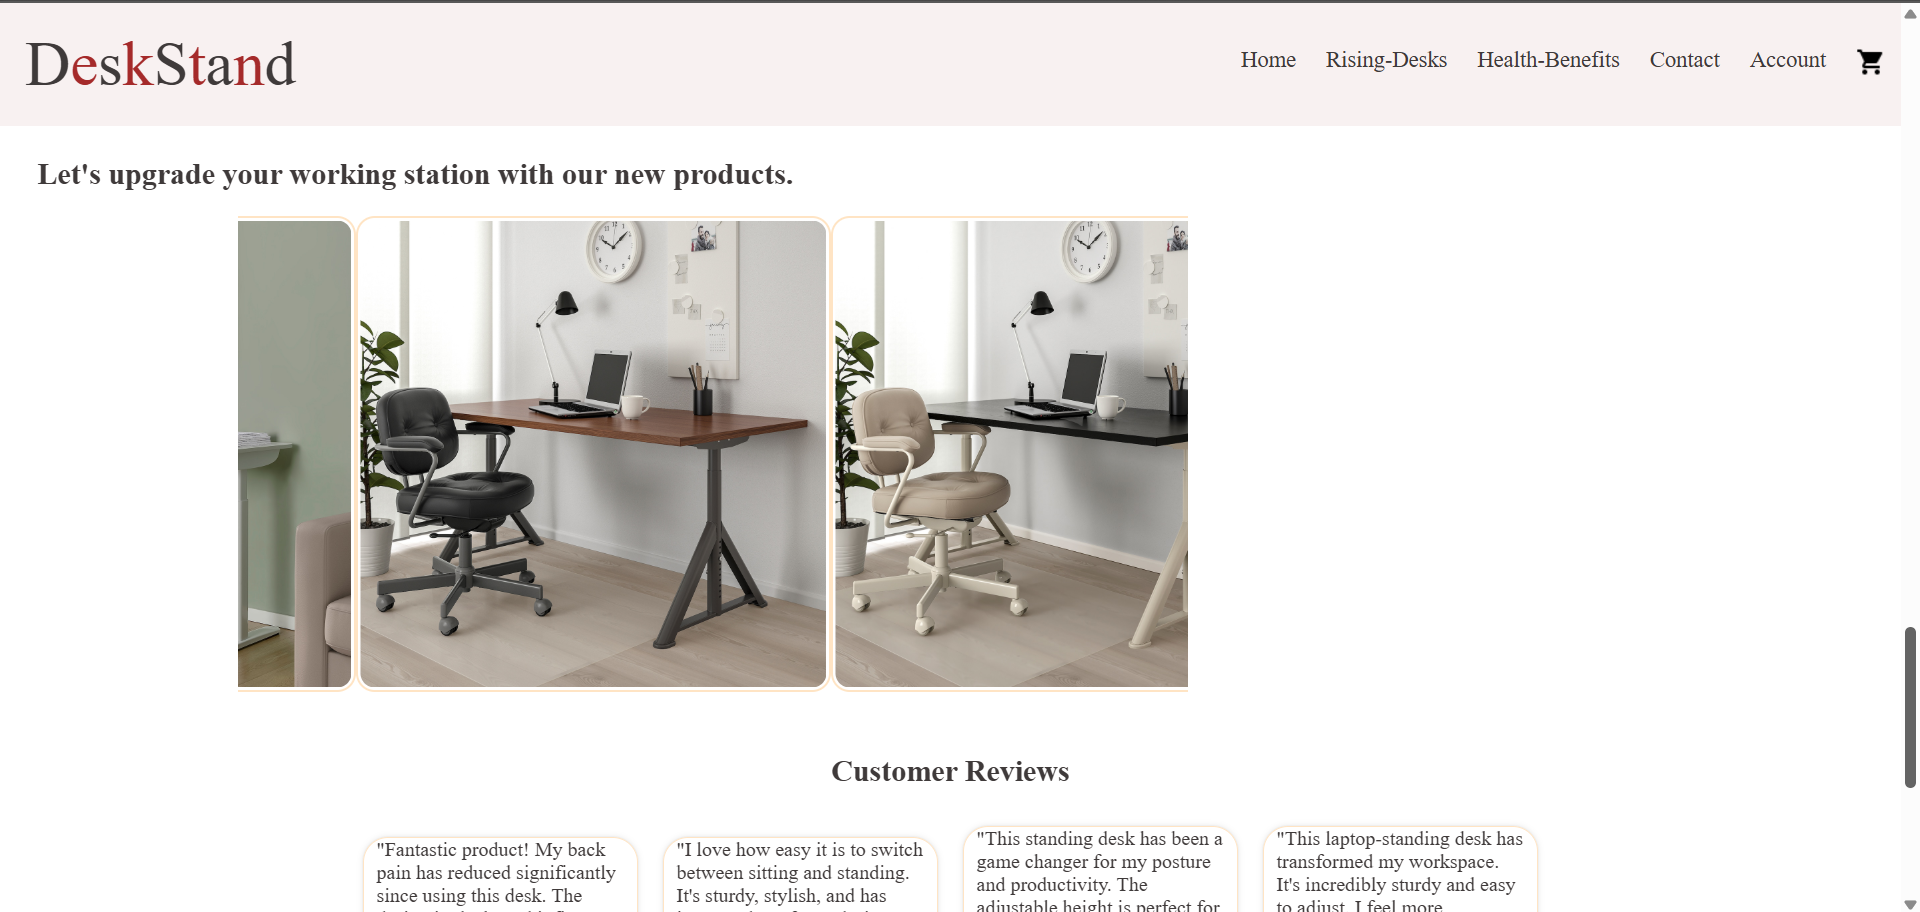 DeskStand
Home Rising-Desks Health-Benefits Contact Account
Let's upgrade your working station with our new products.
Customer Reviews
"Fantastic product! My back
pain has reduced significantly
since using this desk. The
"I love how easy it is to switch
between sitting and standing.
It's sturdy, stylish, and has
"This standing desk has been a
game changer for my posture
and productivity. The
adjustable height is perfect for
"This laptop-standing desk has
transformed my workspace.
It's incredibly sturdy and easy
to adjust. I feel more